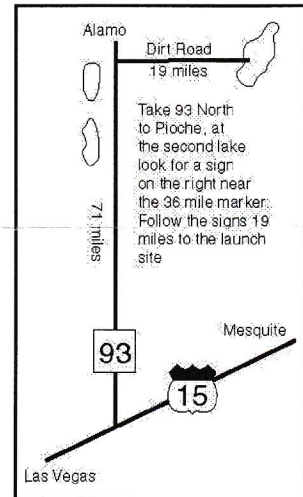 Alamo
Dirt Road
19 miles
Take 93 North
to Pioche, at
the second lake
look for a sign
on the right near
the 36 mile marker.
Follow the signs 19
miles to the launch
site
71 miles
93
Mesquite
15
Las Vegas